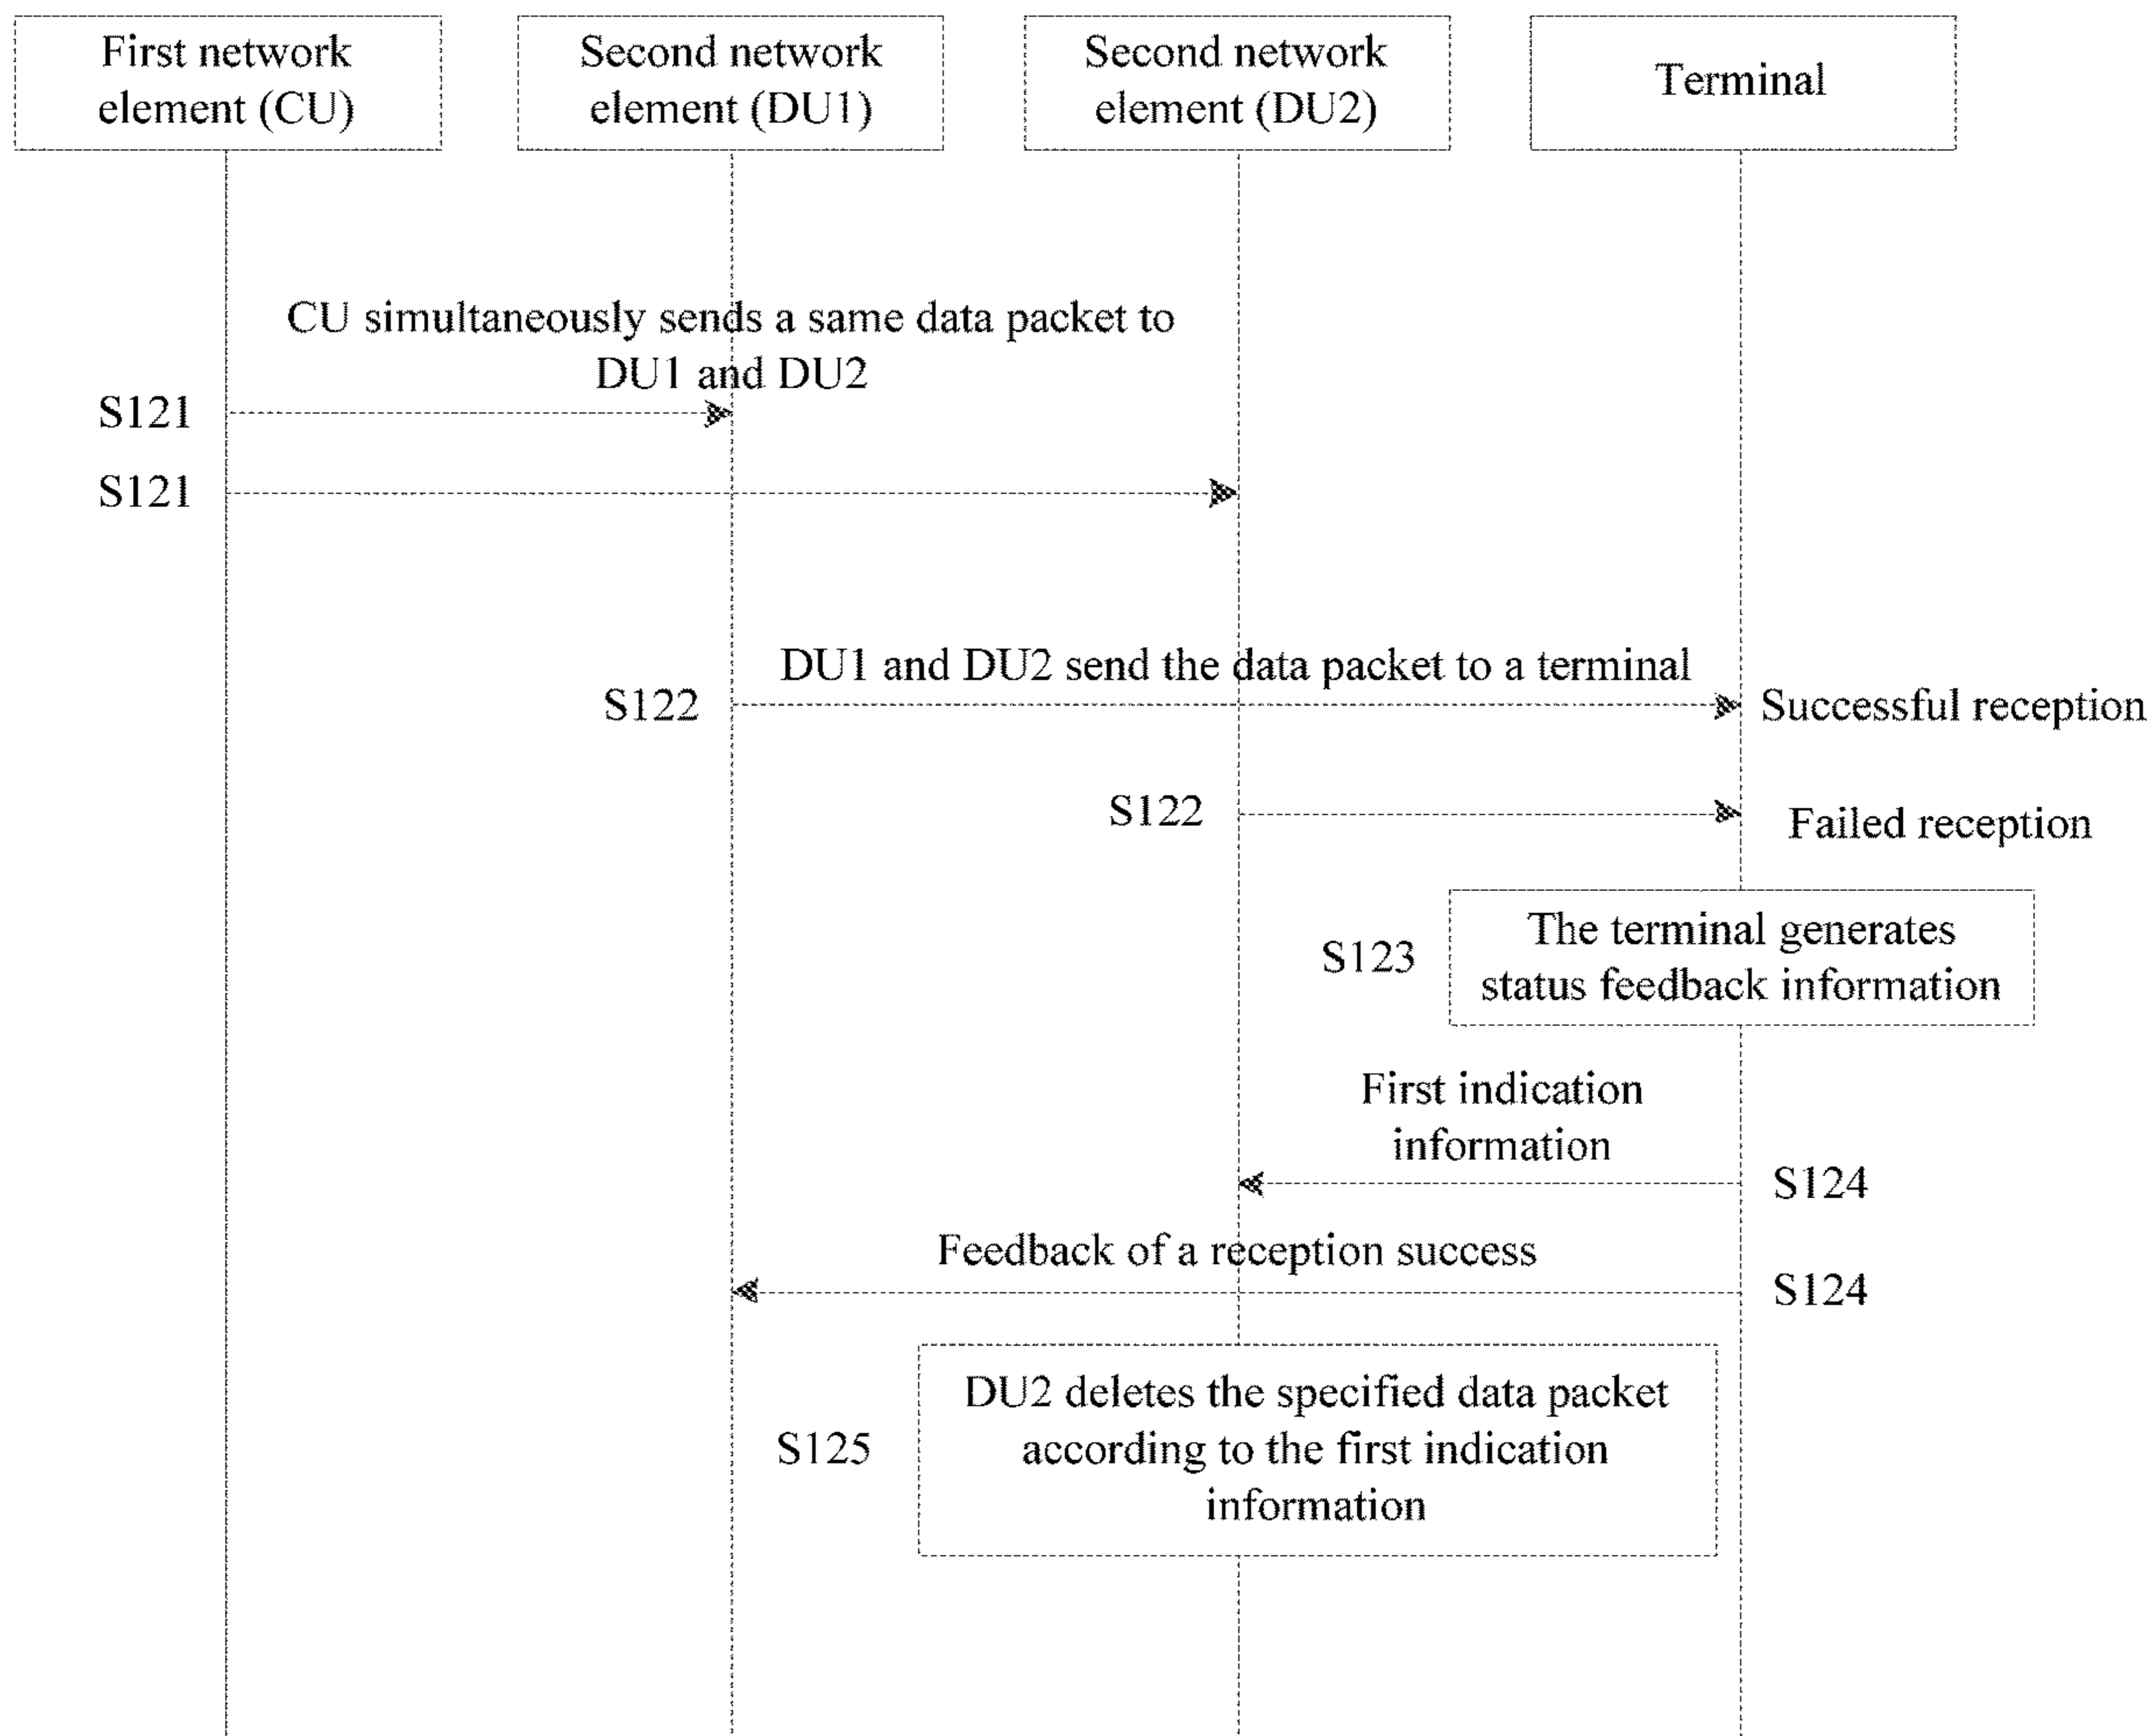 First network
element (CU)
Second network
element (DU1)
Second network
element (DU2)
Terminal
CU simultaneously sends a same data packet to
DU1 and DU2
S121
S121
DU1 and DU2 send the data packet to a terminal
S122
Successful reception
S122
Failed reception
S123
The terminal generates
status feedback information
First indication
information
S124
Feedback of a reception success
S124
S125
DU2 deletes the specified data packet
according to the first indication
information